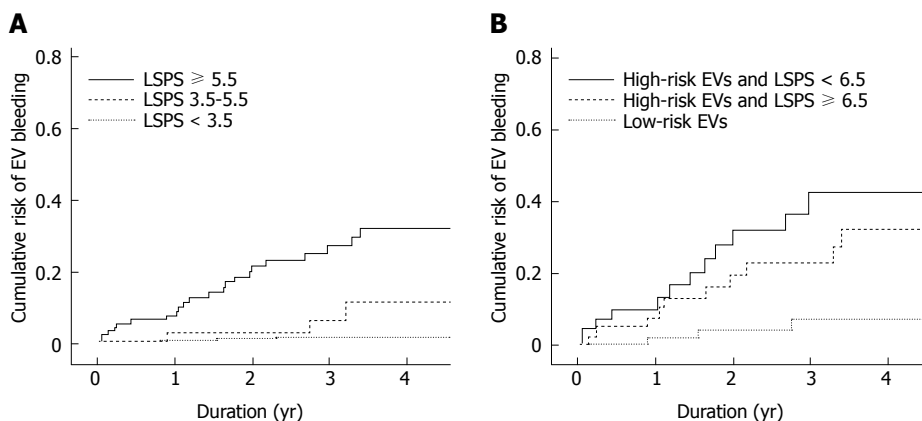 A
Cumulative risk of EV bleeding
0.8
0.6
0.4
0.2
0
LSPS ⩾ 5.5
LSPS 3.5-5.5
LSPS < 3.5
0 1 2 3 4
Duration (yr)
B
Cumulative risk of EV bleeding
0.8
0.6
0.4
0.2
0
High-risk EVs and LSPS < 6.5
High-risk EVs and LSPS ⩾ 6.5
Low-risk EVs
0 1 2 3 4
Duration (yr)